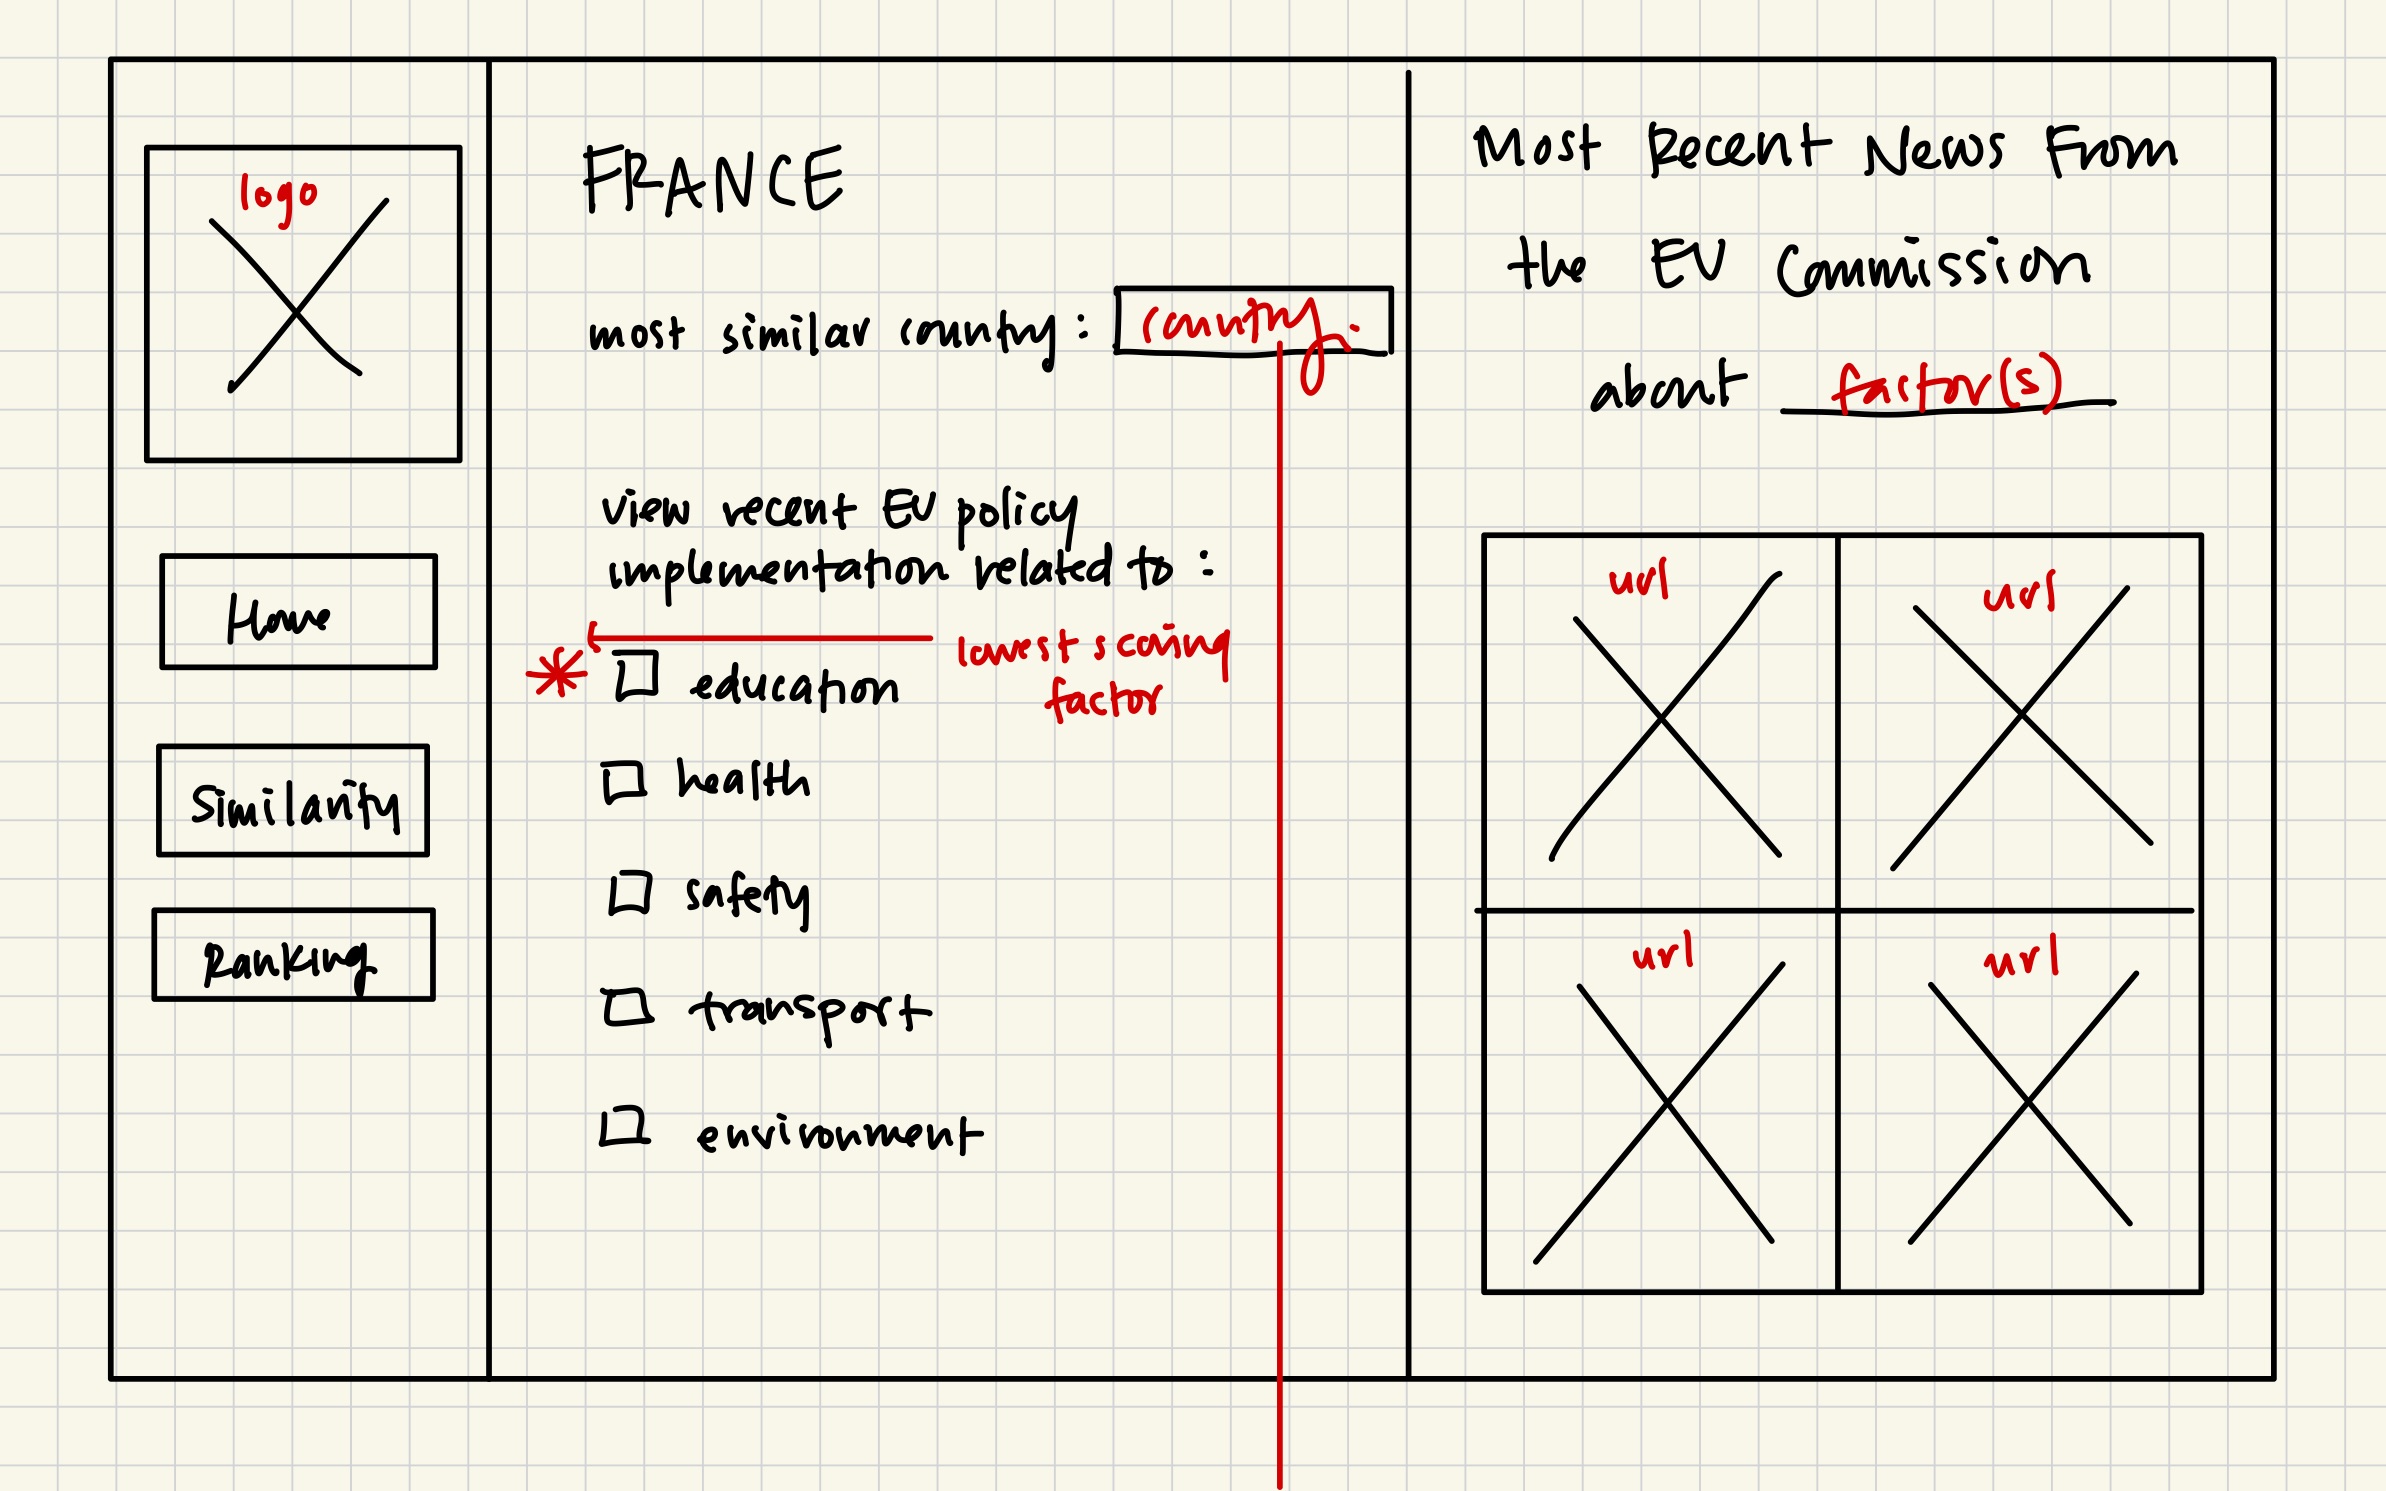 logo
Home
Similarity
Ranking
FRANCE
most similar country: country.
view recent EU policy
implementation related to:
lowest scoring
factor
* education
health
safety
transport
environment
Most Recent News From
the EU Commission
about factor(s)
url url
url url